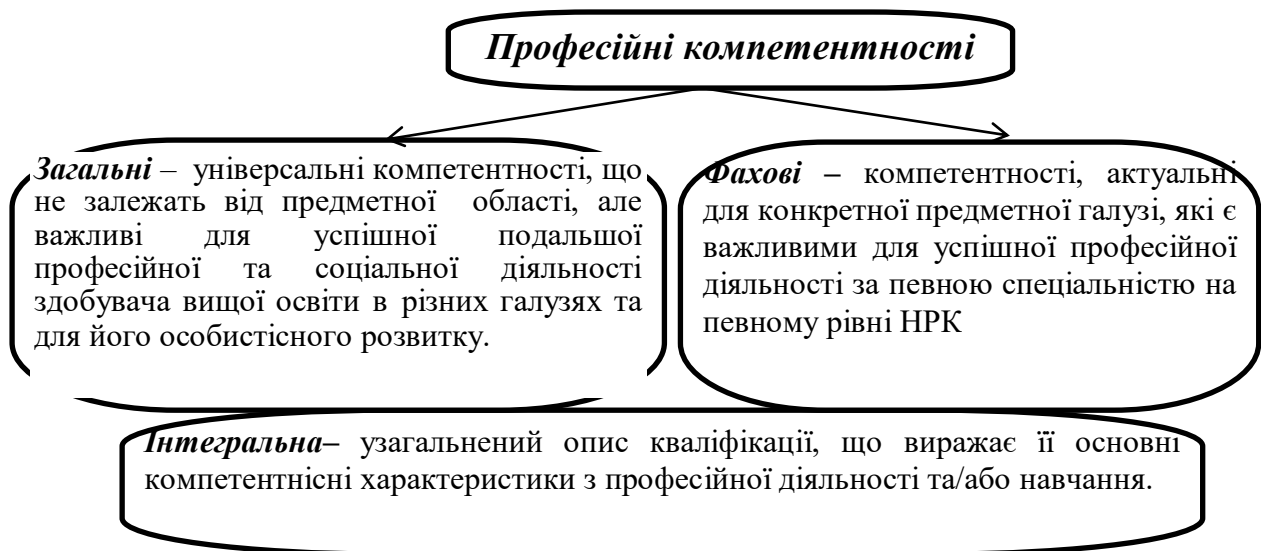 Професійні компетентності
Загальні – універсальні компетентності, що
не залежать від предметної області, але
важливі для успішної подальшої
професійної та соціальної діяльності
здобувача вищої освіти в різних галузях та
для його особистісного розвитку.
Фахові – компетентності, актуальні
для конкретної предметної галузі, які є
важливими для успішної професійної
діяльності за певною спеціальністю на
певному рівні НРК
Інтегральна– узагальнений опис кваліфікації, що виражає її основні
компетентнісні характеристики з професійної діяльності та/або навчання.